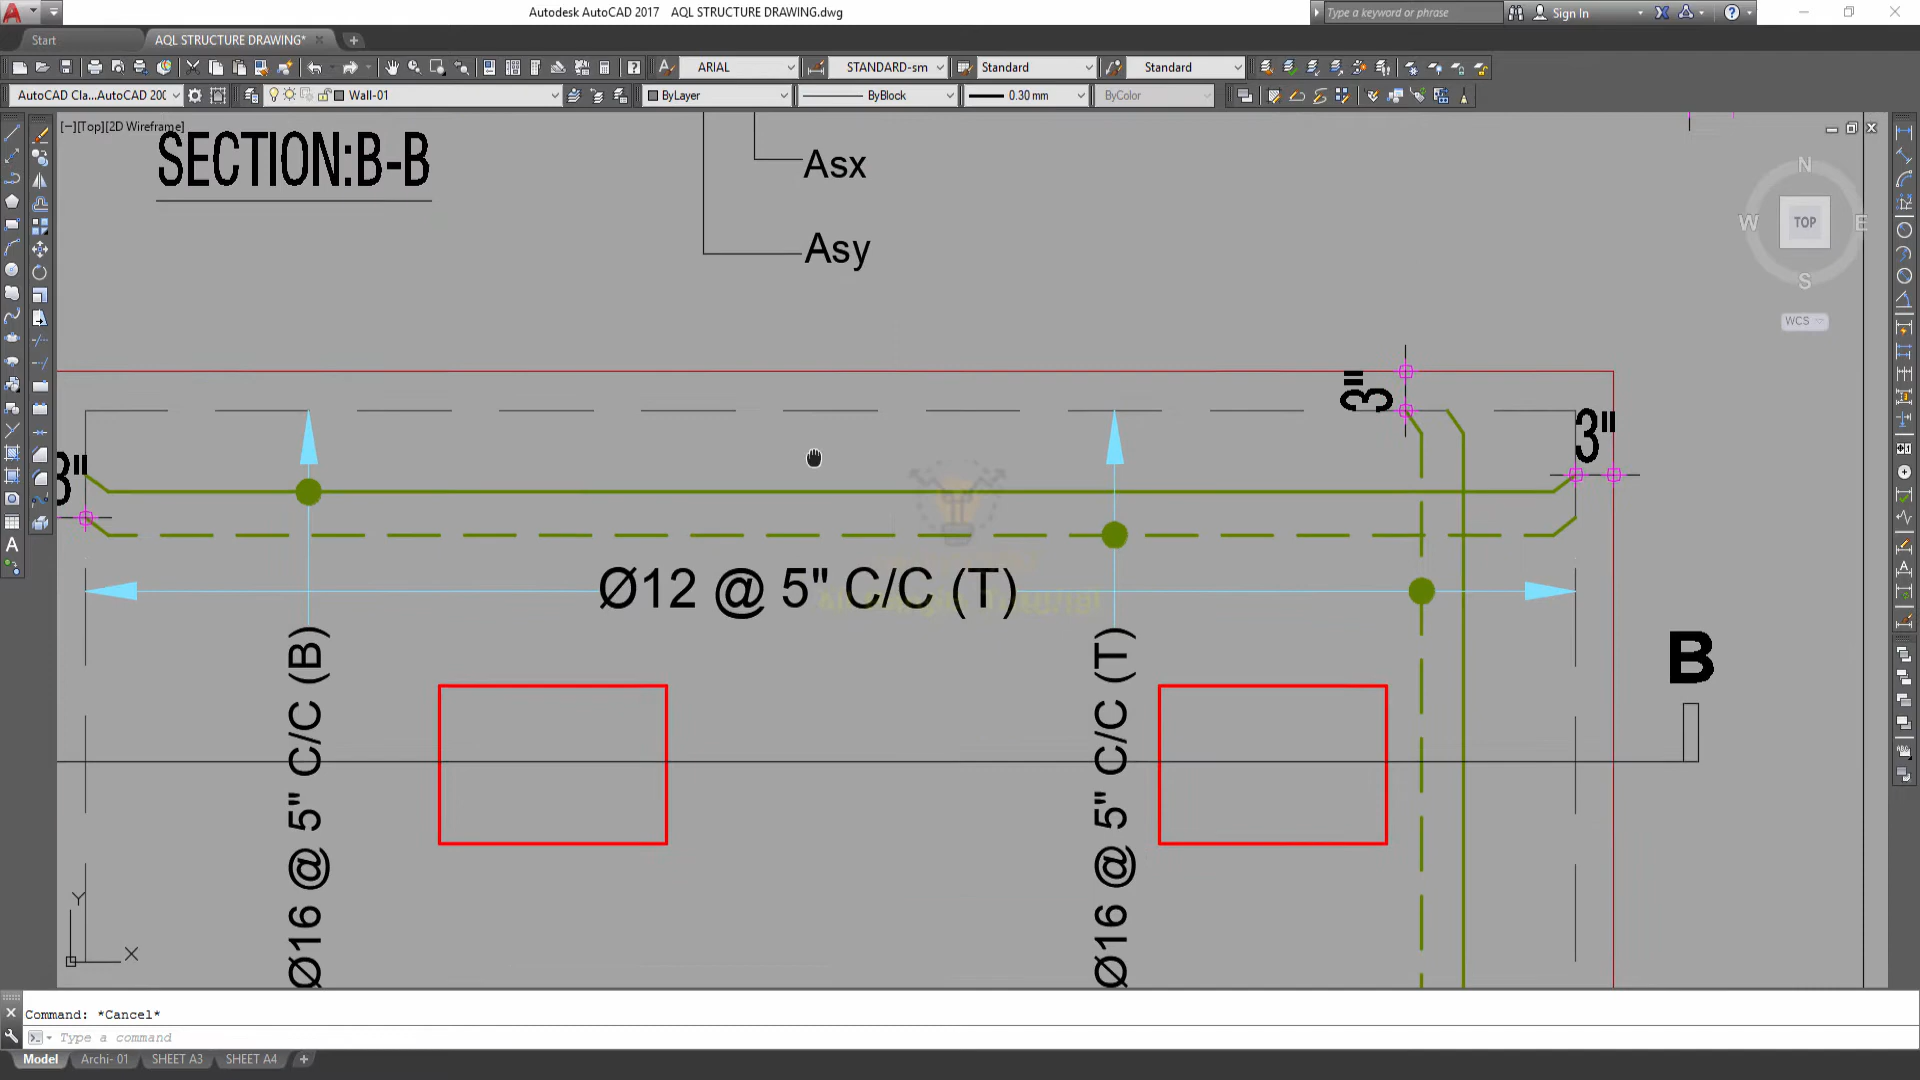 Autodesk AutoCAD 2017 AQL STRUCTURE DRAWING.dwg
Type a keyword or phrase
Sign In
Start
AQL STRUCTURE DRAWING*
ARIAL
STANDARD-sm
Standard
Standard
AutoCAD Cla...AutoCAD 200
Wall-01
ByLayer
ByBlock
0.30 mm
ByColor
[−][Top][2D Wireframe]
SECTION:B-B
Asx
Asy
N
W
TOP
E
S
WCS
3"
3"
3"
Ø12 @ 5" C/C (T)
Ø16 @ 5" C/C (B)
Ø16 @ 5" C/C (T)
B
Y
X
Command: *Cancel*
Type a command
Model
Archi- 01
SHEET A3
SHEET A4